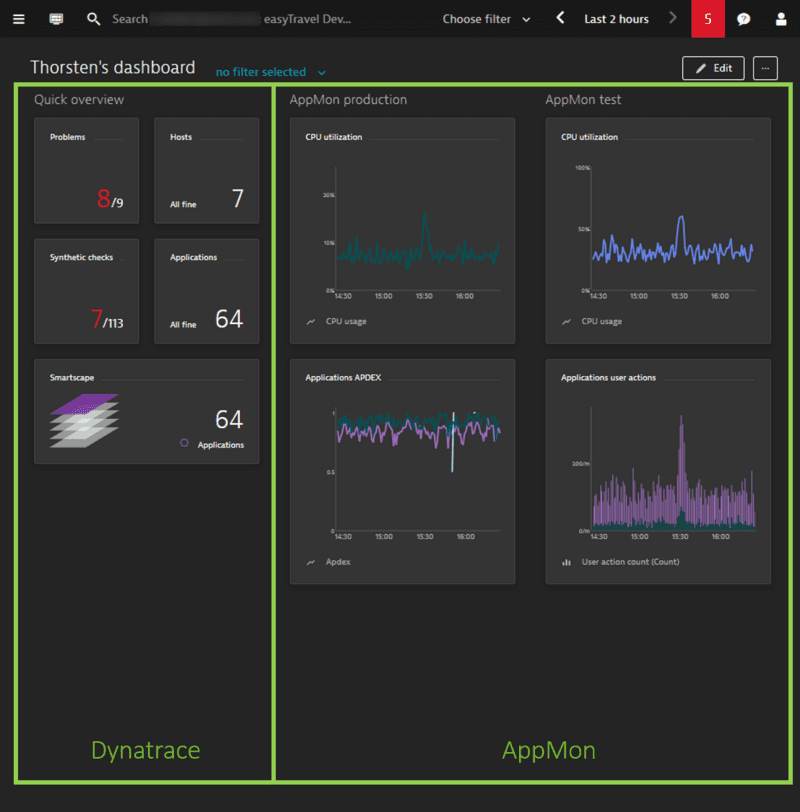 Search : easyTravel Dev... Choose filter Last 2 hours 5
Thorsten's dashboard no filter selected Edit ...
Quick overview AppMon production AppMon test
Problems
8/9
Hosts
All fine 7
Synthetic checks
7/113
Applications
All fine 64
Smartscape
64
Applications
CPU utilization
20%
10%
0%
14:30 15:00 15:30 16:00
CPU usage
CPU utilization
100%
50%
0%
14:30 15:00 15:30 16:00
CPU usage
Applications APDEX
1
0.5
0
14:30 15:00 15:30 16:00
Apdex
Applications user actions
0/m
14:30 15:00 15:30 16:00
User action count (Count)
Dynatrace AppMon